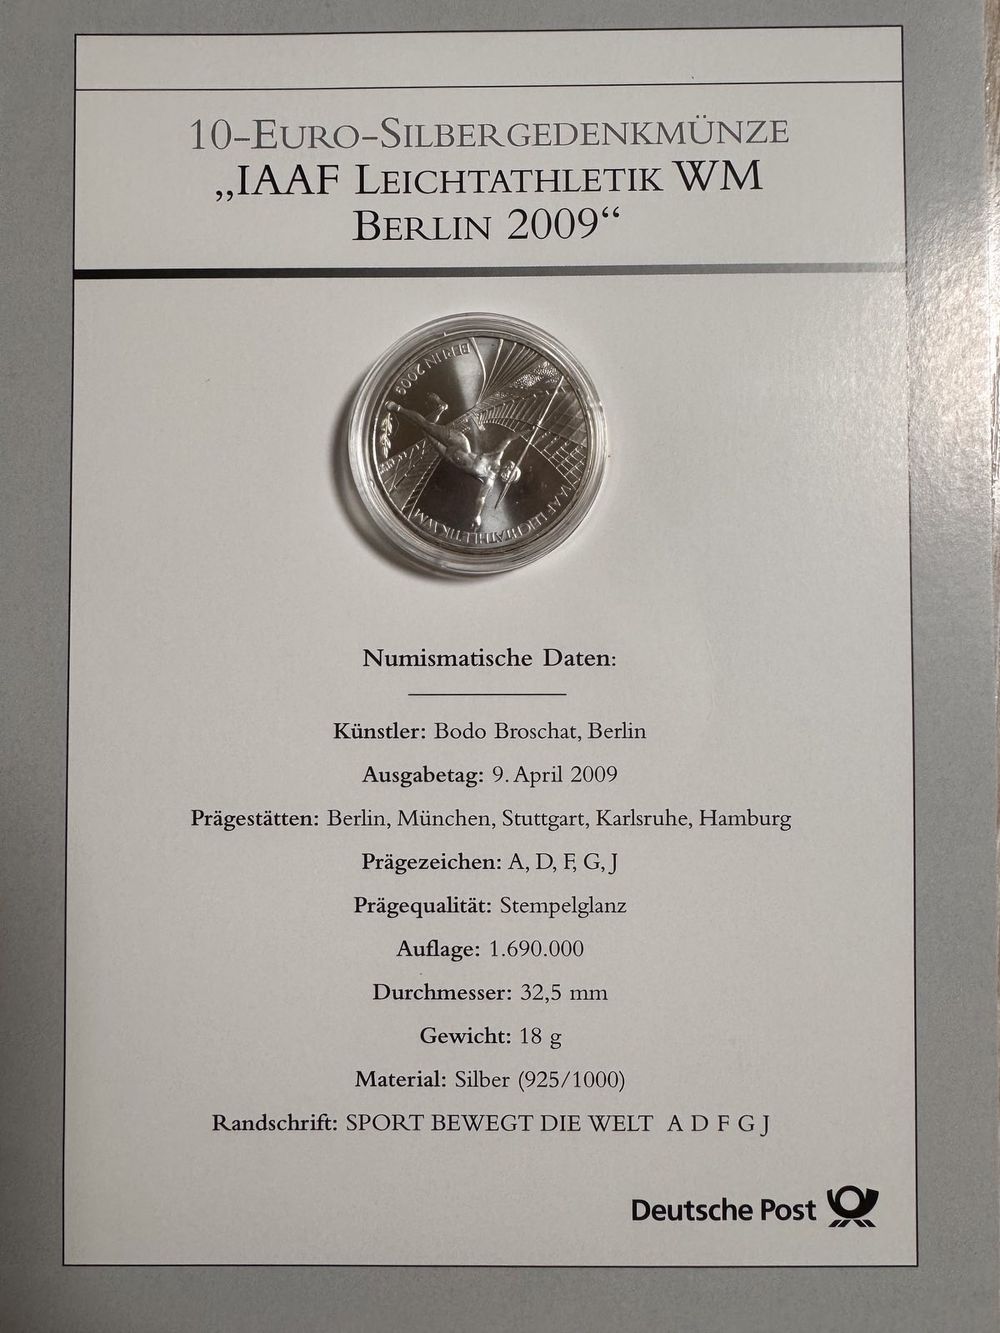 10-Euro-Silbergedenkmünze
„IAAF Leichtathletik WM
Berlin 2009“
BERLIN 2009
IAAF LEICHTATHLETIK WM
Numismatische Daten:
Künstler: Bodo Broschat, Berlin
Ausgabetag: 9. April 2009
Prägestätten: Berlin, München, Stuttgart, Karlsruhe, Hamburg
Prägezeichen: A, D, F, G, J
Prägequalität: Stempelglanz
Auflage: 1.690.000
Durchmesser: 32,5 mm
Gewicht: 18 g
Material: Silber (925/1000)
Randschrift: SPORT BEWEGT DIE WELT A D F G J
Deutsche Post